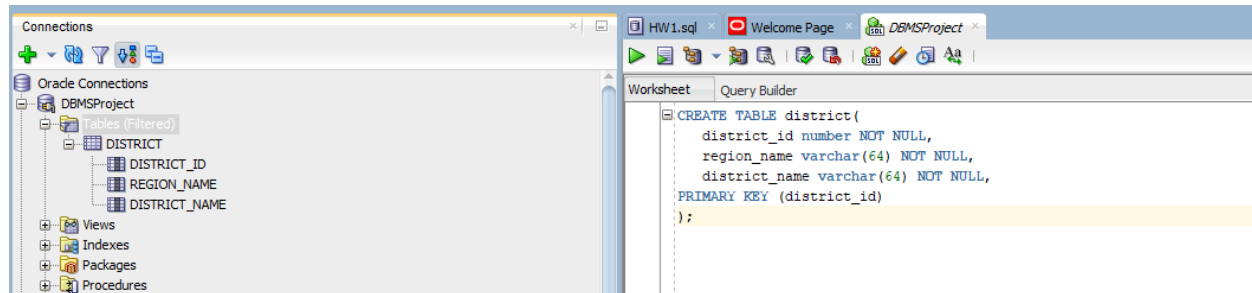 Connections
Oracle Connections
DBMSProject
Tables (Filtered)
DISTRICT
DISTRICT_ID
REGION_NAME
DISTRICT_NAME
Views
Indexes
Packages
Procedures
HW1.sql Welcome Page DBMSProject
Worksheet Query Builder
CREATE TABLE district(
district_id number NOT NULL,
region_name varchar(64) NOT NULL,
district_name varchar(64) NOT NULL,
PRIMARY KEY (district_id)
);